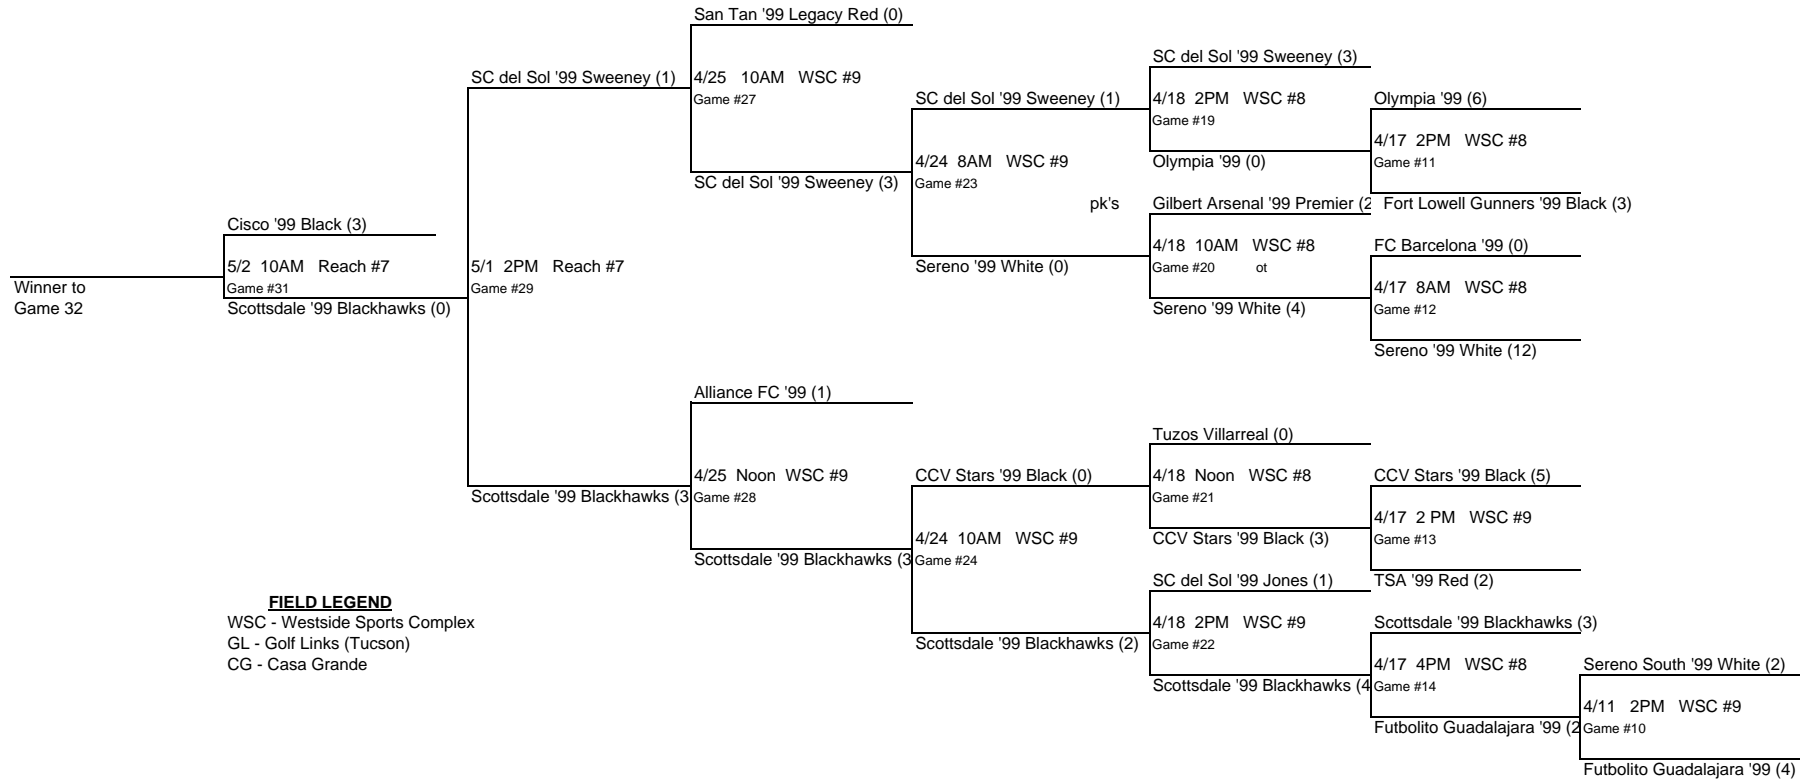 San Tan '99 Legacy Red (0)
SC del Sol '99 Sweeney (3)
SC del Sol '99 Sweeney (1)
4/25 10AM WSC #9
Game #27
SC del Sol '99 Sweeney (1)
4/18 2PM WSC #8
Game #19
Olympia '99 (6)
4/17 2PM WSC #8
Game #11
4/24 8AM WSC #9
Game #23
Olympia '99 (0)
SC del Sol '99 Sweeney (3)
pk's
Gilbert Arsenal '99 Premier (2
Fort Lowell Gunners '99 Black (3)
Cisco '99 Black (3)
4/18 10AM WSC #8
Game #20 ot
FC Barcelona '99 (0)
5/2 10AM Reach #7
Game #31
5/1 2PM Reach #7
Game #29
Sereno '99 White (0)
Winner to
Game 32
4/17 8AM WSC #8
Game #12
Scottsdale '99 Blackhawks (0)
Sereno '99 White (4)
Sereno '99 White (12)
Alliance FC '99 (1)
Tuzos Villarreal (0)
4/25 Noon WSC #9
Game #28
CCV Stars '99 Black (0)
4/18 Noon WSC #8
Game #21
CCV Stars '99 Black (5)
Scottsdale '99 Blackhawks (3
4/17 2 PM WSC #9
Game #13
4/24 10AM WSC #9
Game #24
CCV Stars '99 Black (3)
Scottsdale '99 Blackhawks (3
SC del Sol '99 Jones (1)
TSA '99 Red (2)
FIELD LEGEND
WSC - Westside Sports Complex
GL - Golf Links (Tucson)
CG - Casa Grande
4/18 2PM WSC #9
Game #22
Scottsdale '99 Blackhawks (3)
Scottsdale '99 Blackhawks (2)
4/17 4PM WSC #8
Game #14
Sereno South '99 White (2)
Scottsdale '99 Blackhawks (4
4/11 2PM WSC #9
Game #10
Futbolito Guadalajara '99 (2
Futbolito Guadalajara '99 (4)